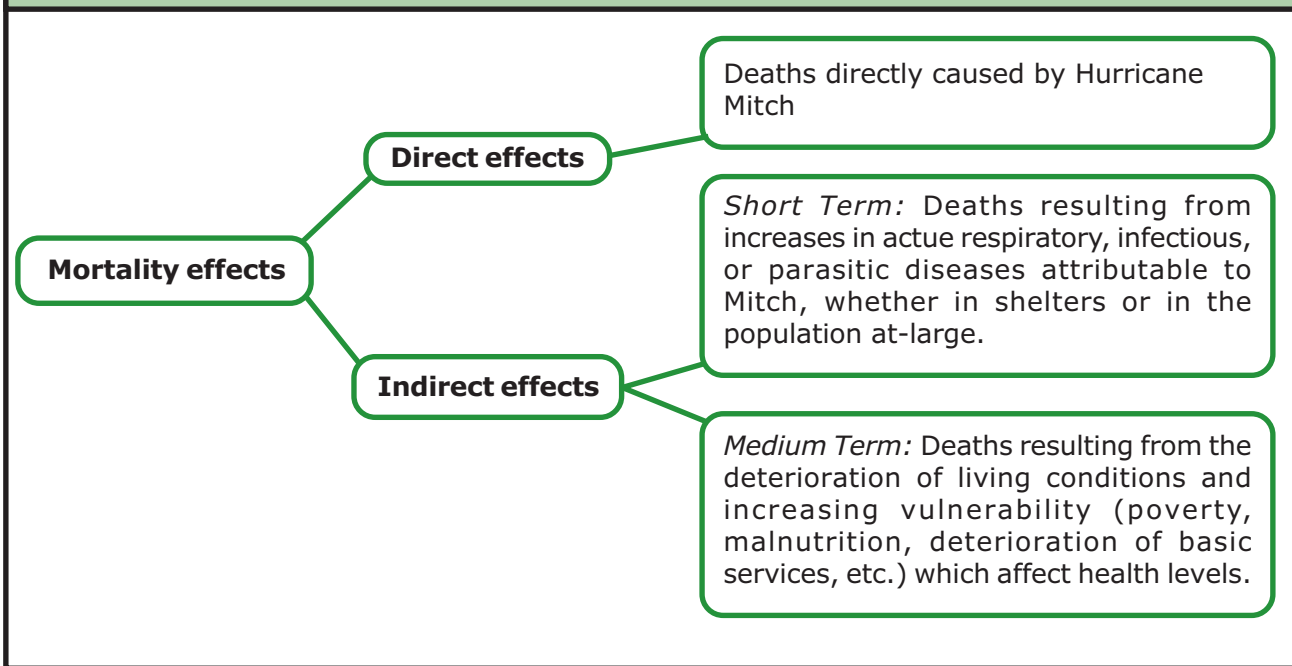 Mortality effects
Direct effects
Deaths directly caused by Hurricane
Mitch
Indirect effects
Short Term: Deaths resulting from
increases in actue respiratory, infectious,
or parasitic diseases attributable to
Mitch, whether in shelters or in the
population at-large.
Medium Term: Deaths resulting from the
deterioration of living conditions and
increasing vulnerability (poverty,
malnutrition, deterioration of basic
services, etc.) which affect health levels.